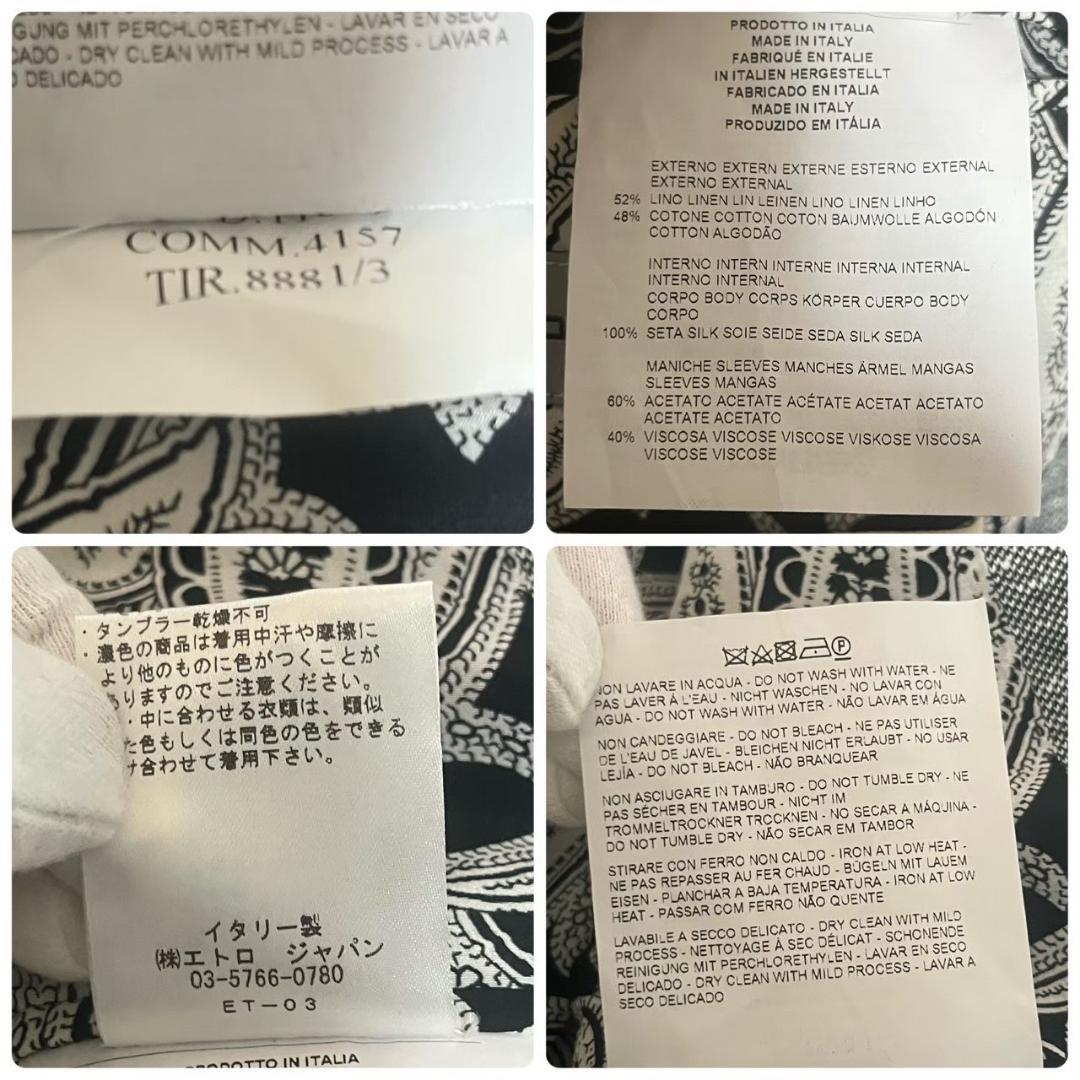 GUNG MIT PERCHLORETHYLEN - LAVAR EN SECO
CADO - DRY CLEAN WITH MILD PROCESS - LAVAR A
DELICADO
COMM.4157
TIR.8881/3
PRODOTTO IN ITALIA
MADE IN ITALY
FABRIQUÉ EN ITALIE
IN ITALIEN HERGESTELLT
FABRICADO EN ITALIA
MADE IN ITALY
PRODUZIDO EM ITÁLIA
EXTERNO EXTERN EXTERNE ESTERNO EXTERNAL
EXTERNO EXTERNAL
52% LINO LINEN LIN LEINEN LINO LINEN LINHO
48% COTONE COTTON COTON BAUMWOLLE ALGODÓN
COTTON ALGODÃO
INTERNO INTERN INTERNE INTERNA INTERNAL
INTERNO INTERNAL
CORPO BODY CORPS KÖRPER CUERPO BODY
CORPO
100% SETA SILK SOIE SEIDE SEDA SILK SEDA
MANICHE SLEEVES MANCHES ÄRMEL MANGAS
SLEEVES MANGAS
60% ACETATO ACETATE ACÉTATE ACETAT ACETATO
ACETATE ACETATO
40% VISCOSA VISCOSE VISCOSE VISKOSE VISCOSA
VISCOSE VISCOSE
・タンブラー乾燥不可
・濃色の商品は着用中汗や摩擦に
より他のものに色がつくことが
ありますのでご注意ください。
・中に合わせる衣類は、類似
た色もしくは同色の色をできる
け合わせて着用下さい。
イタリー製
㈱エトロ ジャパン
03-5766-0780
ET-03
PRODOTTO IN ITALIA
P
NON LAVARE IN ACQUA - DO NOT WASH WITH WATER - NE
PAS LAVER À L'EAU - NICHT WASCHEN - NO LAVAR CON
AGUA - DO NOT WASH WITH WATER - NÃO LAVAR EM ÁGUA
NON CANDEGGIARE - DO NOT BLEACH - NE PAS UTILISER
DE L'EAU DE JAVEL - BLEICHEN NICHT ERLAUBT - NO USAR
LEJÍA - DO NOT BLEACH - NÃO BRANQUEAR
NON ASCIUGARE IN TAMBURO - DO NOT TUMBLE DRY - NE
PAS SÉCHER EN TAMBOUR - NICHT IM
TROMMELTROCKNER TROCKNEN - NO SECAR A MÁQUINA -
DO NOT TUMBLE DRY - NÃO SECAR EM TAMBOR
STIRARE CON FERRO NON CALDO - IRON AT LOW HEAT -
NE PAS REPASSER AU FER CHAUD - BÜGELN MIT LAUEM
EISEN - PLANCHAR A BAJA TEMPERATURA - IRON AT LOW
HEAT - PASSAR COM FERRO NÃO QUENTE
LAVABILE A SECCO DELICATO - DRY CLEAN WITH MILD
PROCESS - NETTOYAGE À SEC DÉLICAT - SCHONENDE
REINIGUNG MIT PERCHLORETHYLEN - LAVAR EN SECO
DELICADO - DRY CLEAN WITH MILD PROCESS - LAVAR A
SECO DELICADO